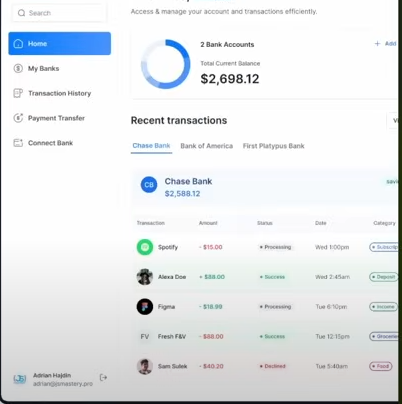 Search
Home
My Banks
Transaction History
Payment Transfer
Connect Bank
Adrian Hajdin
adrian@jsmastery.pro
Access & manage your account and transactions efficiently.
2 Bank Accounts
+ Add
Total Current Balance
$2,698.12
Recent transactions
Chase Bank Bank of America First Platypus Bank
CB Chase Bank
$2,588.12
Transaction Amount Status Date Category
Spotify - $15.00 Processing Wed 1:00pm
Alexa Doe + $88.00 Success Wed 2:45am Deposit
Figma - $18.99 Processing Tue 6:10pm Income
FV Fresh F&V - $88.00 Success Tue 12:15pm
Sam Sulek - $40.20 Declined Tue 5:40am Food